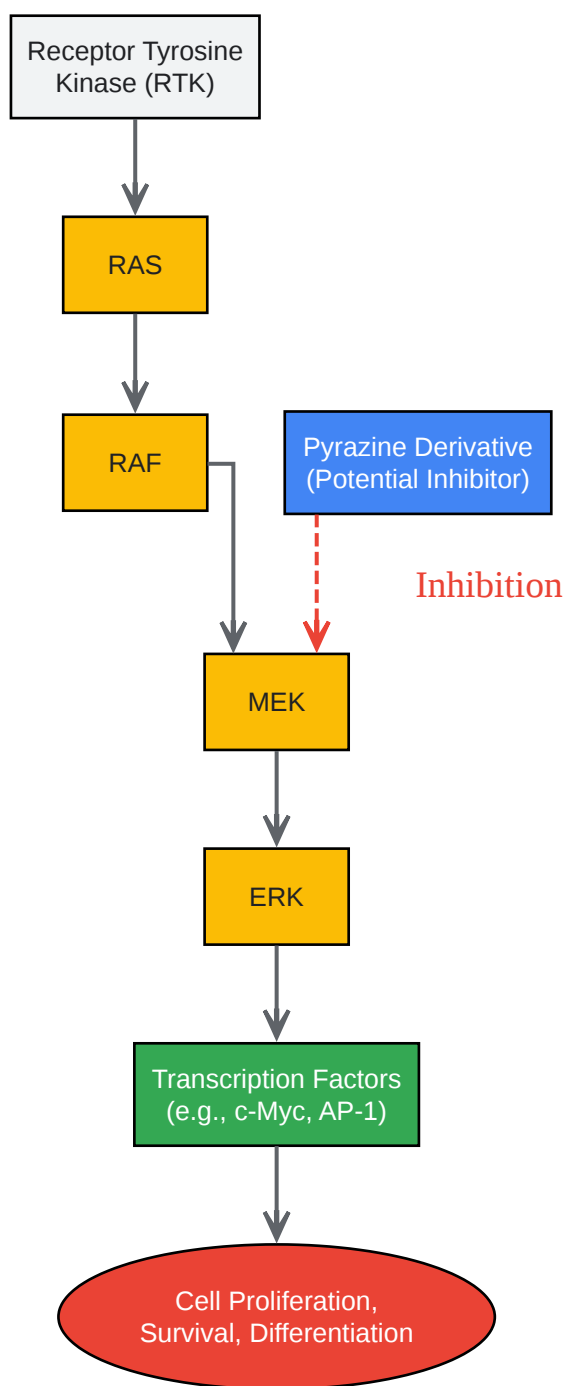 Receptor Tyrosine
Kinase (RTK)
RAS
RAF
Pyrazine Derivative
(Potential Inhibitor)
Inhibition
MEK
ERK
Transcription Factors
(e.g., c-Myc, AP-1)
Cell Proliferation,
Survival, Differentiation